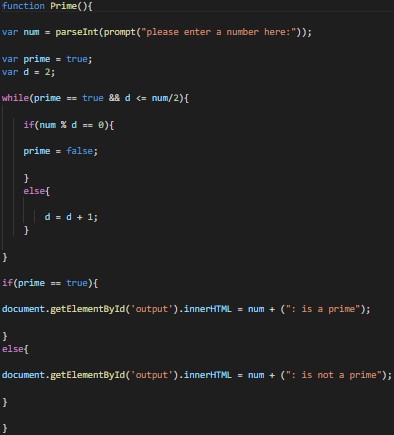 function Prime(){
var num = parseInt(prompt("please enter a number here:"));
var prime = true;
var d = 2;
while(prime == true && d <= num/2){
if(num % d == 0){
prime = false;
}
else{
d = d + 1;
}
}
if(prime == true){
document.getElementById('output').innerHTML = num + (": is a prime");
}
else{
document.getElementById('output').innerHTML = num + (": is not a prime");
}
}